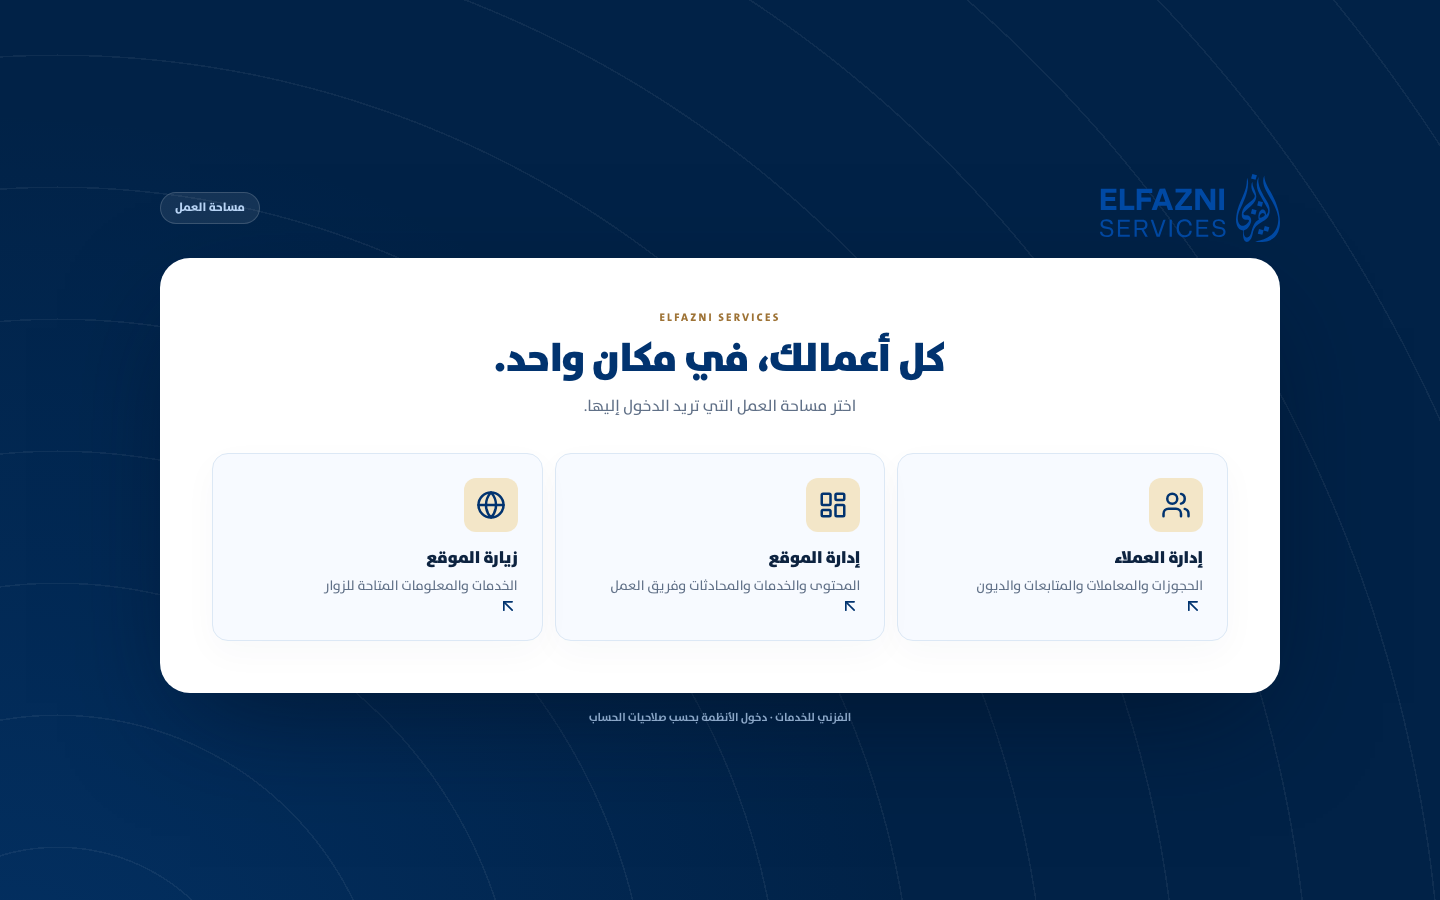 ELFAZNI
SERVICES
الفزني
مساحة العمل
ELFAZNI SERVICES
كل أعمالك، في مكان واحد.
اختر مساحة العمل التي تريد الدخول إليها.
إدارة العملاء
الحجوزات والمعاملات والمتابعات والديون
إدارة الموقع
المحتوى والخدمات والمحادثات وفريق العمل
زيارة الموقع
الخدمات والمعلومات المتاحة للزوار
الفزني للخدمات · دخول الأنظمة بحسب صلاحيات الحساب